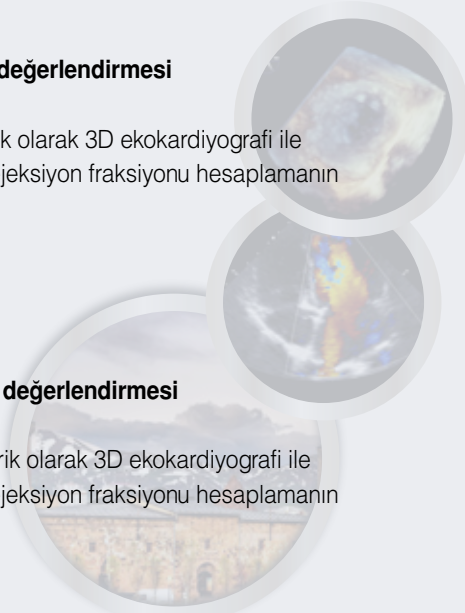 değerlendirmesi
k olarak 3D ekokardiyografi ile
jeksiyon fraksiyonu hesaplamanın
değerlendirmesi
rik olarak 3D ekokardiyografi ile
jeksiyon fraksiyonu hesaplamanın